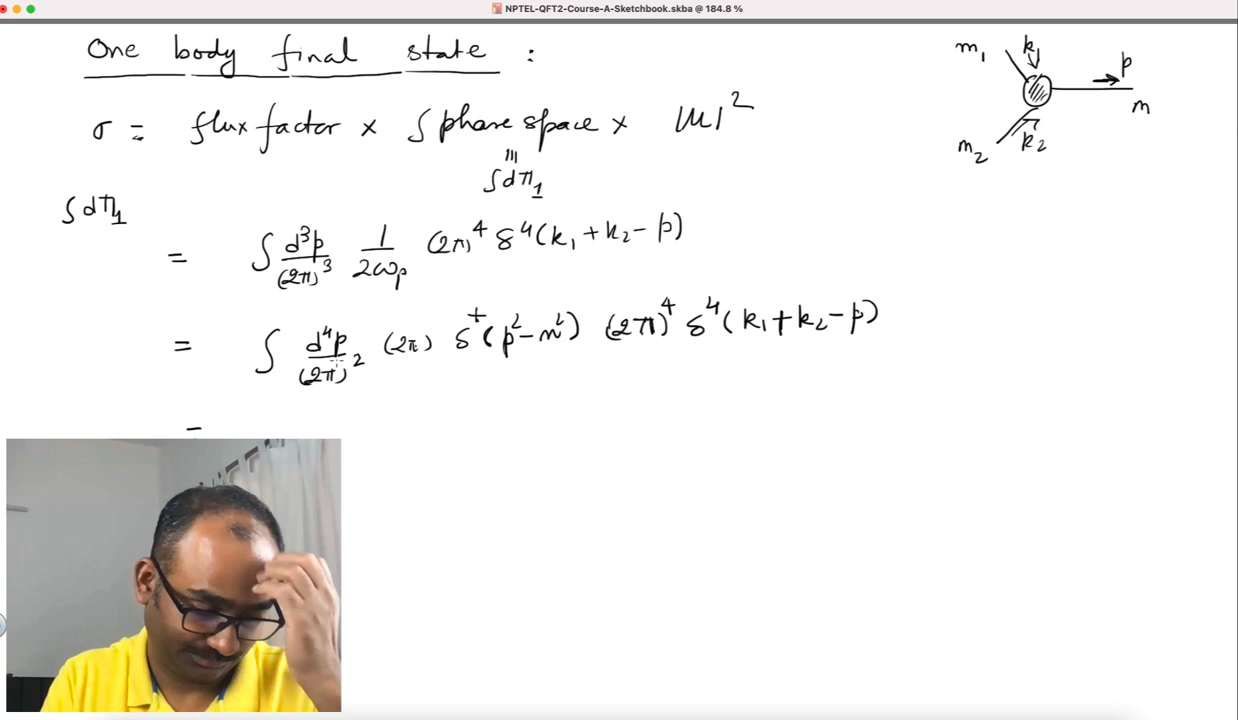 NPTEL-QFT2-Course-A-Sketchbook.skba @ 184.8 %
One body final state :
σ = flux factor × ∫ phase space × |M|²
≡
∫dΠ₁
m₁ k₁ p
m
m₂ k₂
∫dΠ₁
= ∫ d³p/(2π)³ 1/2ω_p (2π)⁴ δ⁴(k₁ + k₂ − p)
= ∫ d⁴p/(2π)² (2π) δ⁺(p² − m²) (2π)⁴ δ⁴(k₁ + k₂ − p)
=